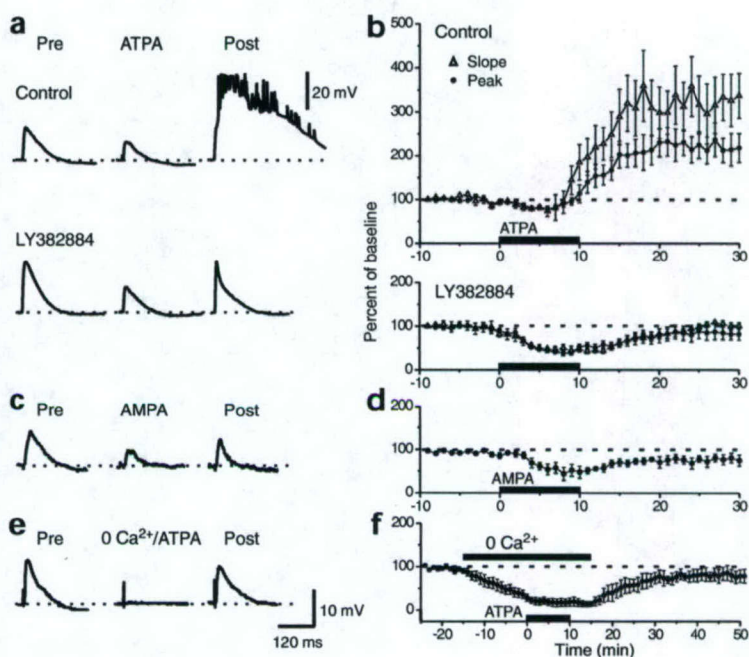 a
Pre ATPA Post
Control
20 mV
LY382884
c
Pre AMPA Post
e
Pre 0 Ca²⁺/ATPA Post
10 mV
120 ms
b
Control
Slope
Peak
500
400
300
200
100
0
ATPA
-10 0 10 20 30
Percent of baseline
LY382884
200
100
0
-10 0 10 20 30
d
200
100
0
AMPA
-10 0 10 20 30
f
200
100
0
0 Ca²⁺
ATPA
-20 -10 0 10 20 30 40 50
Time (min)